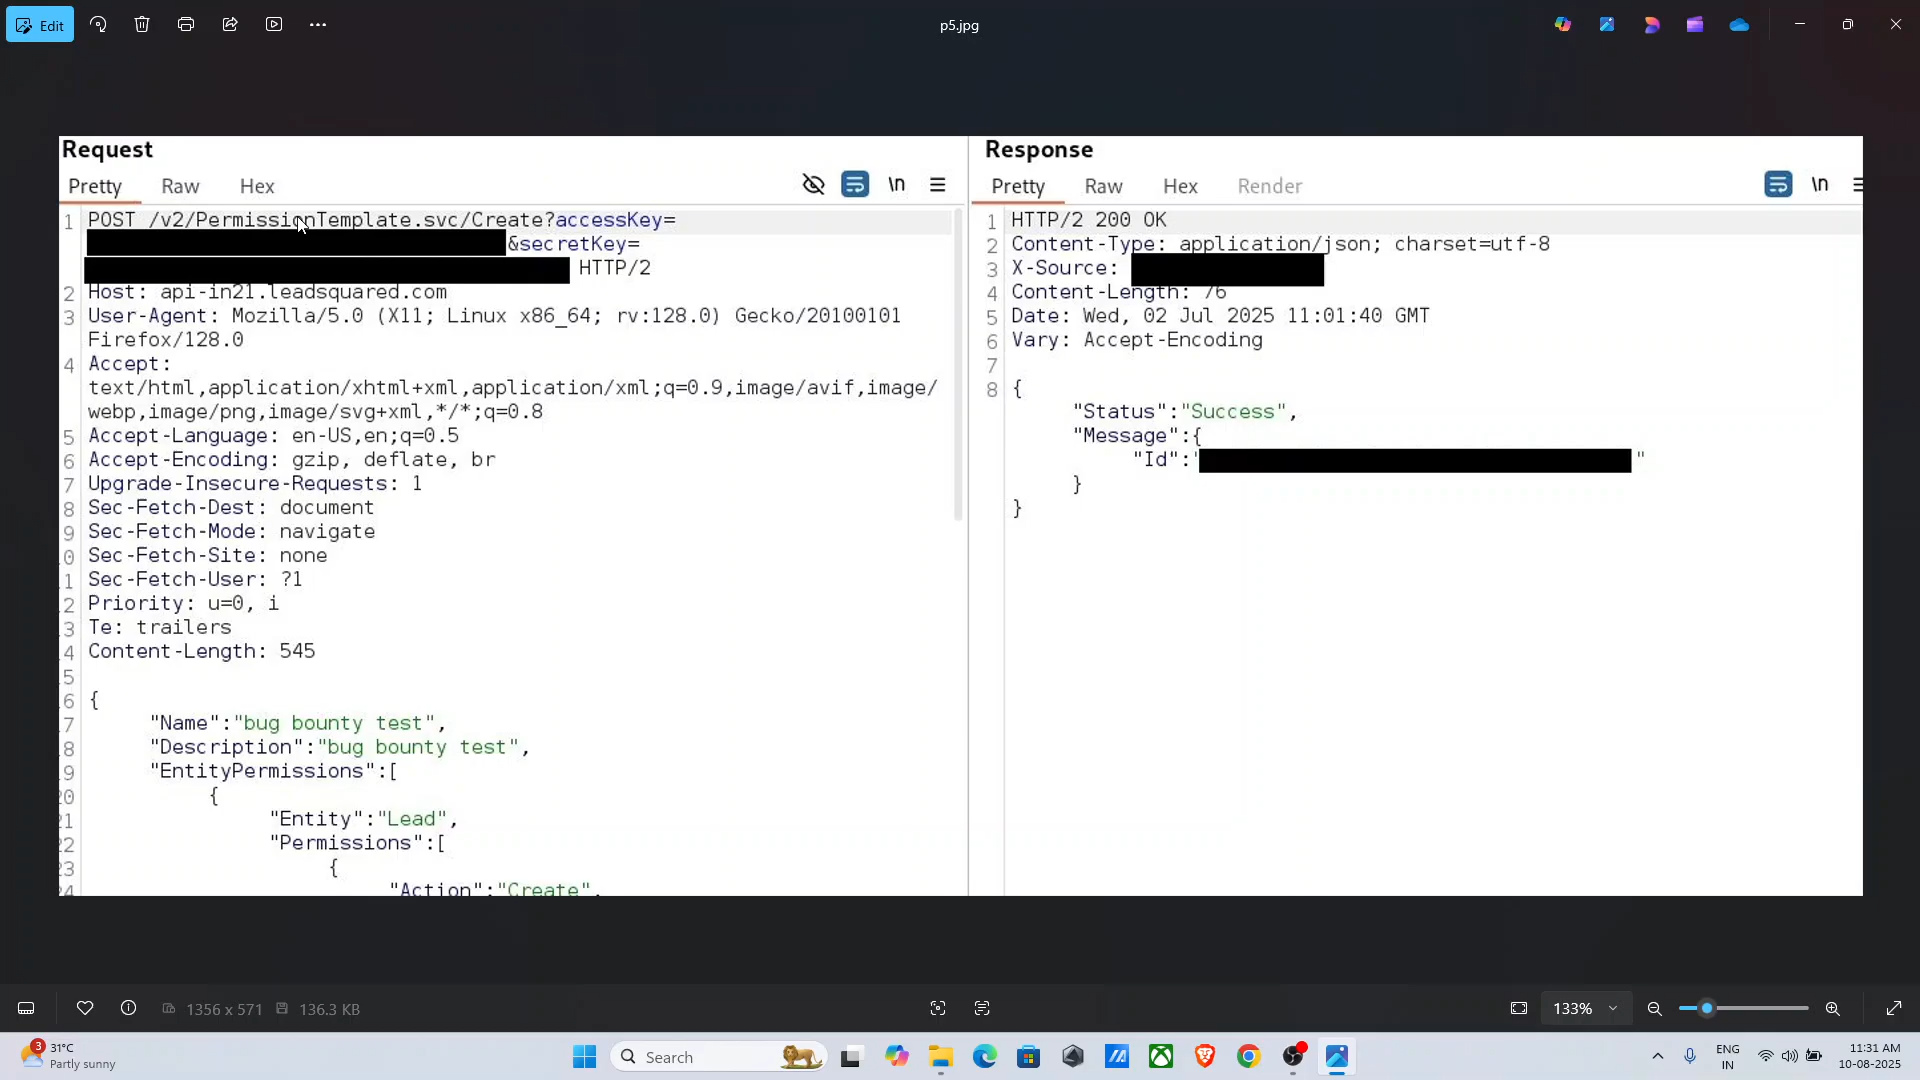 Edit
p5.jpg
Request
Pretty Raw Hex
\n
1 POST /v2/PermissionTemplate.svc/Create?accessKey=
&secretKey=
HTTP/2
2 Host: api-in21.leadsquared.com
3 User-Agent: Mozilla/5.0 (X11; Linux x86_64; rv:128.0) Gecko/20100101
Firefox/128.0
4 Accept:
text/html,application/xhtml+xml,application/xml;q=0.9,image/avif,image/
webp,image/png,image/svg+xml,*/*;q=0.8
5 Accept-Language: en-US,en;q=0.5
6 Accept-Encoding: gzip, deflate, br
7 Upgrade-Insecure-Requests: 1
8 Sec-Fetch-Dest: document
9 Sec-Fetch-Mode: navigate
0 Sec-Fetch-Site: none
1 Sec-Fetch-User: ?1
2 Priority: u=0, i
3 Te: trailers
4 Content-Length: 545
5
6 {
7 "Name":"bug bounty test",
8 "Description":"bug bounty test",
9 "EntityPermissions":[
20 {
21 "Entity":"Lead",
22 "Permissions":[
23 {
24 "Action":"Create",
Response
Pretty Raw Hex Render
\n
1 HTTP/2 200 OK
2 Content-Type: application/json; charset=utf-8
3 X-Source:
4 Content-Length: 76
5 Date: Wed, 02 Jul 2025 11:01:40 GMT
6 Vary: Accept-Encoding
7
8 {
"Status":"Success",
"Message":{
"Id":" "
}
}
1356 x 571 136.3 KB
133%
3
31°C
Partly sunny
Search
ENG
IN
11:31 AM
10-08-2025